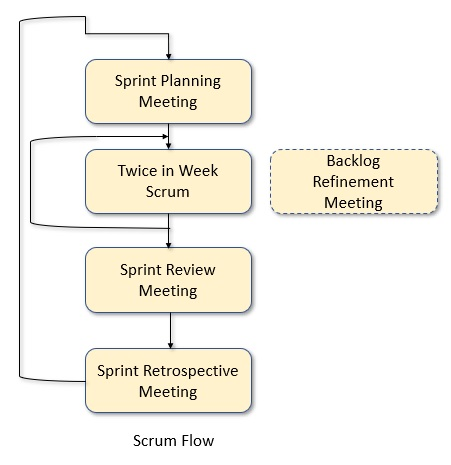 Sprint Planning
Meeting
Twice in Week
Scrum
Backlog
Refinement
Meeting
Sprint Review
Meeting
Sprint Retrospective
Meeting
Scrum Flow